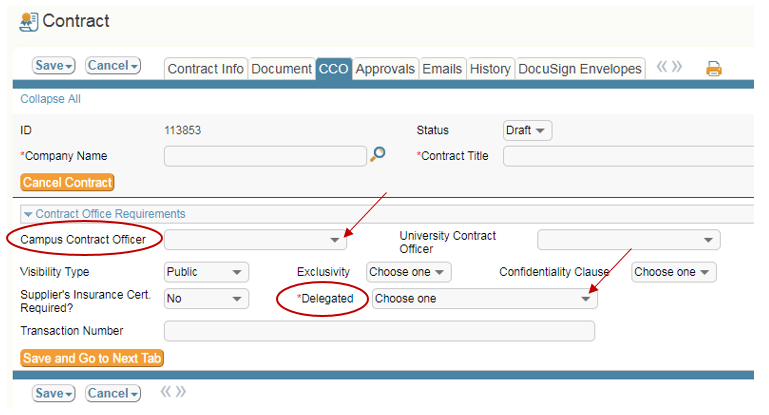 Contract
Save Cancel Contract Info Document CCO Approvals Emails History DocuSign Envelopes
Collapse All
ID 113853 Status Draft
*Company Name *Contract Title
Cancel Contract
Contract Office Requirements
Campus Contract Officer University Contract Officer
Visibility Type Public Exclusivity Choose one Confidentiality Clause Choose one
Supplier's Insurance Cert. Required? No *Delegated Choose one
Transaction Number
Save and Go to Next Tab
Save Cancel